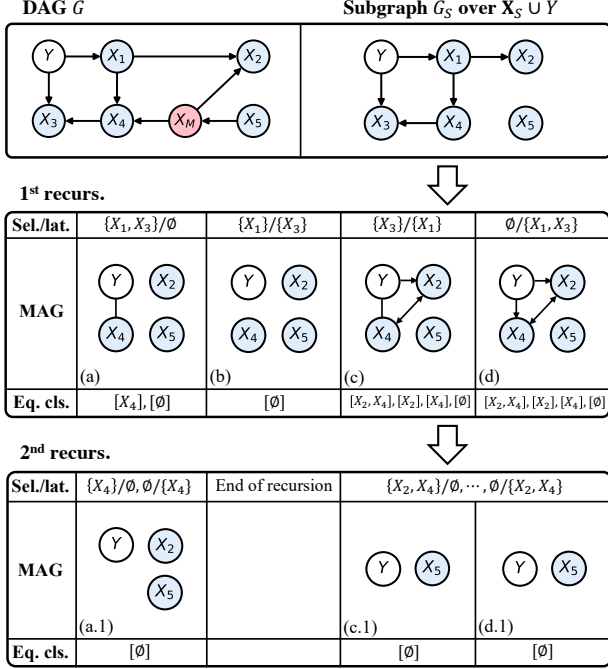 DAG G
Subgraph G_S over X_S ∪ Y
Y X_1 X_2
X_3 X_4 X_M X_5
Y X_1 X_2
X_3 X_4 X_5
1st recurs.
Sel./lat. {X_1, X_3}/∅ {X_1}/{X_3} {X_3}/{X_1} ∅/{X_1, X_3}
MAG
Y X_2 Y X_2 Y X_2 Y X_2
X_4 X_5 X_4 X_5 X_4 X_5 X_4 X_5
(a) (b) (c) (d)
Eq. cls. [X_4], [∅] [∅] [X_2, X_4], [X_2], [X_4], [∅] [X_2, X_4], [X_2], [X_4], [∅]
2nd recurs.
Sel./lat. {X_4}/∅, ∅/{X_4} End of recursion {X_2, X_4}/∅, ⋯, ∅/{X_2, X_4}
MAG
Y X_2
X_5
Y X_5 Y X_5
(a.1) (c.1) (d.1)
Eq. cls. [∅] [∅] [∅]